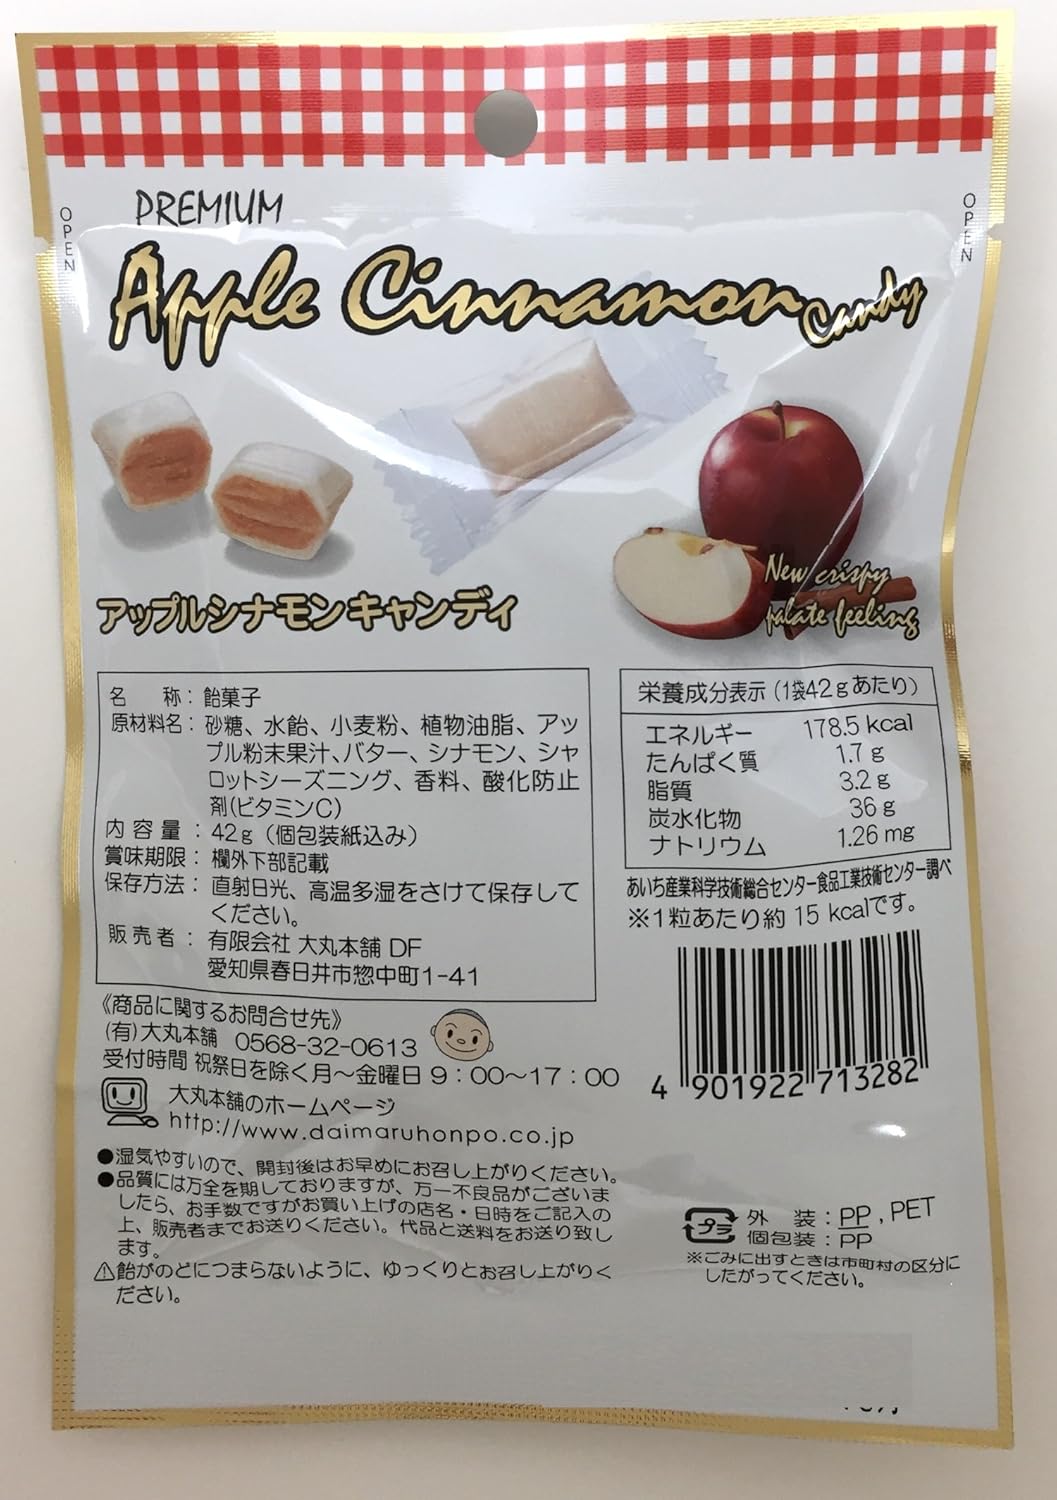 OPEN
OPEN
PREMIUM
Apple Cinnamon Candy
New crispy
palate feeling
アップルシナモンキャンディ
名　称：飴菓子
原材料名：砂糖、水飴、小麦粉、植物油脂、アッ
プル粉末果汁、バター、シナモン、シャ
ロットシーズニング、香料、酸化防止
剤(ビタミンC)
内容量：42g（個包装紙込み）
賞味期限：欄外下部記載
保存方法：直射日光、高温多湿をさけて保存して
ください。
販売者：有限会社 大丸本舗 DF
愛知県春日井市惣中町1-41
栄養成分表示（1袋42gあたり）
エネルギー 178.5 kcal
たんぱく質 1.7 g
脂質 3.2 g
炭水化物 36 g
ナトリウム 1.26 mg
あいち産業科学技術総合センター食品工業技術センター調べ
※1粒あたり約 15 kcalです。
4 901922 713282
《商品に関するお問合せ先》
(有)大丸本舗 0568-32-0613
受付時間 祝祭日を除く月～金曜日 9：00～17：00
大丸本舗のホームページ
http://www.daimaruhonpo.co.jp
●湿気やすいので、開封後はお早めにお召し上がりください。
●品質には万全を期しておりますが、万一不良品がございま
したら、お手数ですがお買い上げの店名・日時をご記入の
上、販売者までお送りください。代品と送料をお送り致し
ます。
⚠飴がのどにつまらないように、ゆっくりとお召し上がりく
ださい。
プラ
外　装：PP , PET
個包装：PP
※ごみに出すときは市町村の区分に
したがってください。